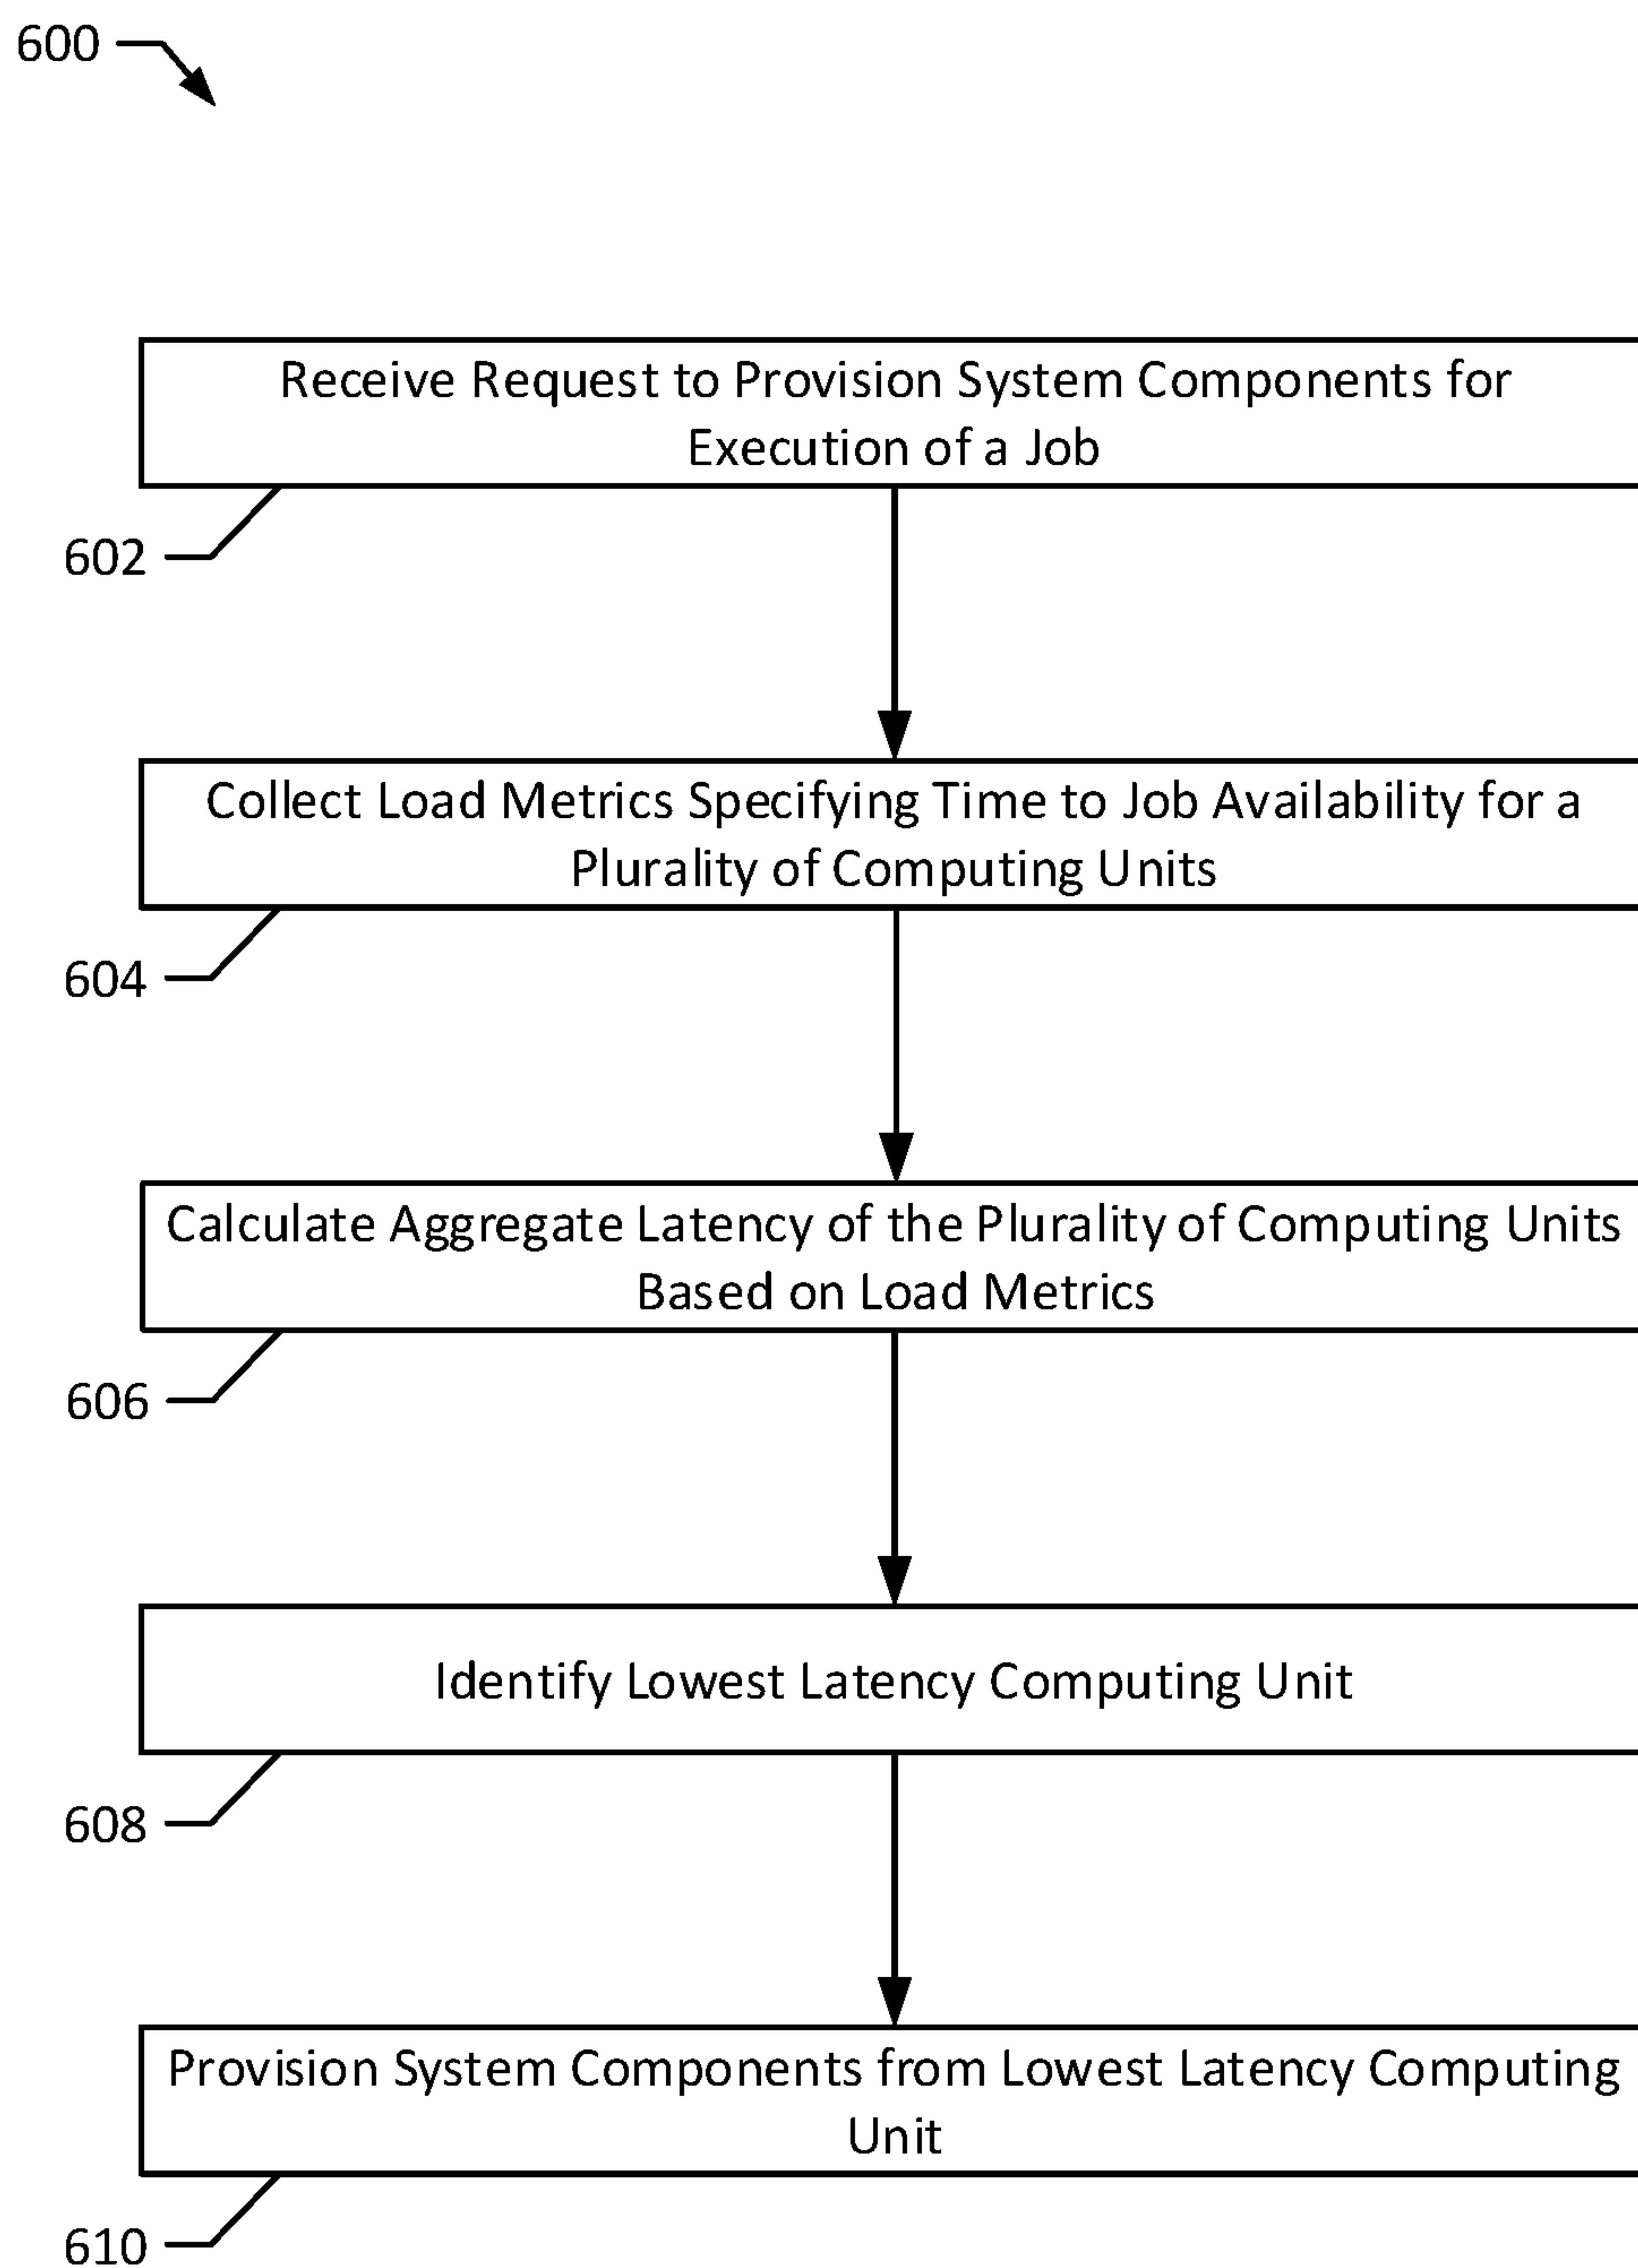 600
Receive Request to Provision System Components for
Execution of a Job
602
Collect Load Metrics Specifying Time to Job Availability for a
Plurality of Computing Units
604
Calculate Aggregate Latency of the Plurality of Computing Units
Based on Load Metrics
606
Identify Lowest Latency Computing Unit
608
Provision System Components from Lowest Latency Computing
Unit
610